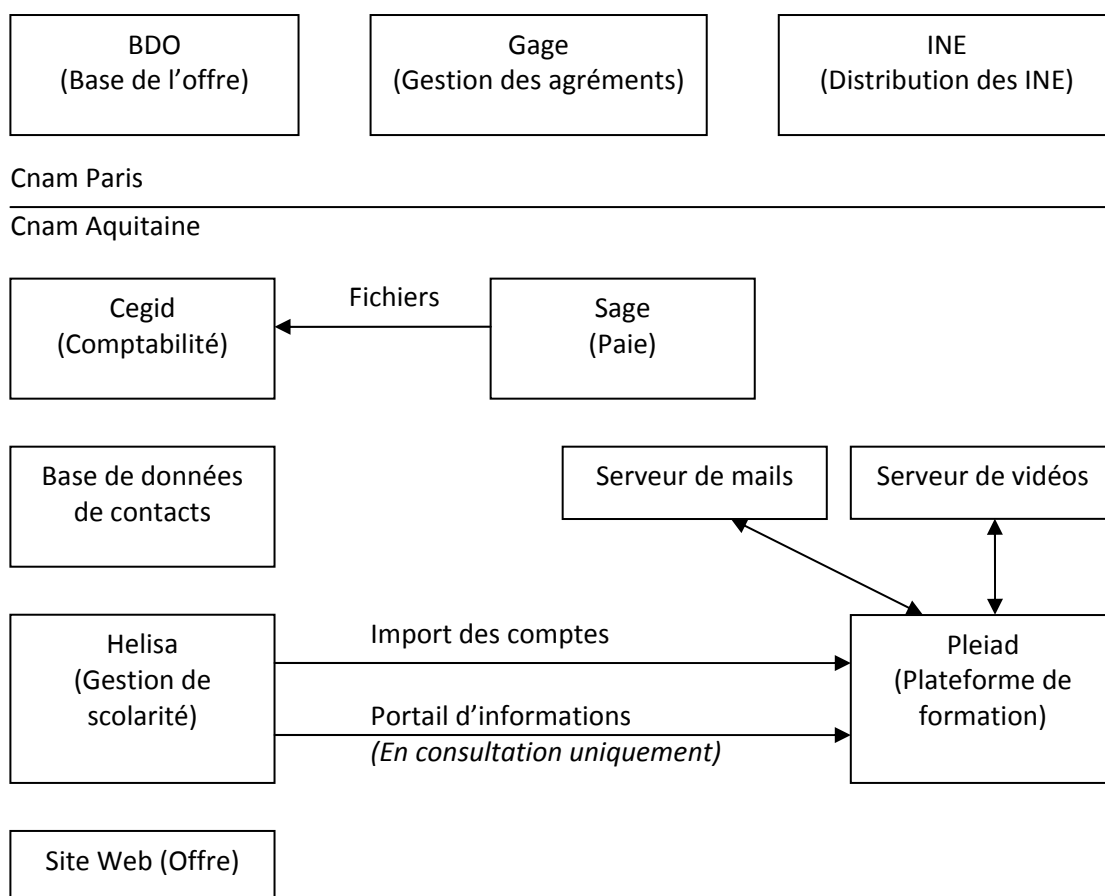 BDO
(Base de l’offre)
Gage
(Gestion des agréments)
INE
(Distribution des INE)
Cnam Paris
Cnam Aquitaine
Cegid
(Comptabilité)
Fichiers
Sage
(Paie)
Base de données
de contacts
Serveur de mails
Serveur de vidéos
Helisa
(Gestion de
scolarité)
Import des comptes
Portail d’informations
(En consultation uniquement)
Pleiad
(Plateforme de
formation)
Site Web (Offre)